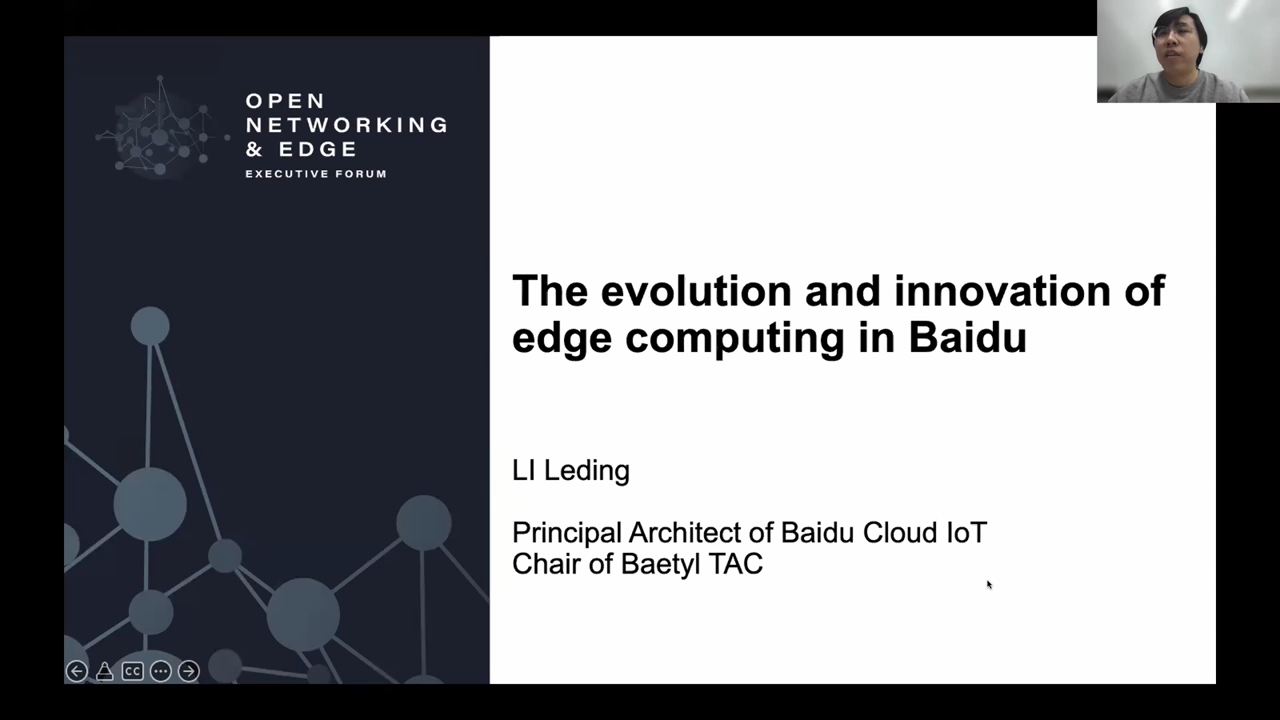 OPEN
NETWORKING
& EDGE
EXECUTIVE FORUM
The evolution and innovation of
edge computing in Baidu
LI Leding
Principal Architect of Baidu Cloud IoT
Chair of Baetyl TAC
CC